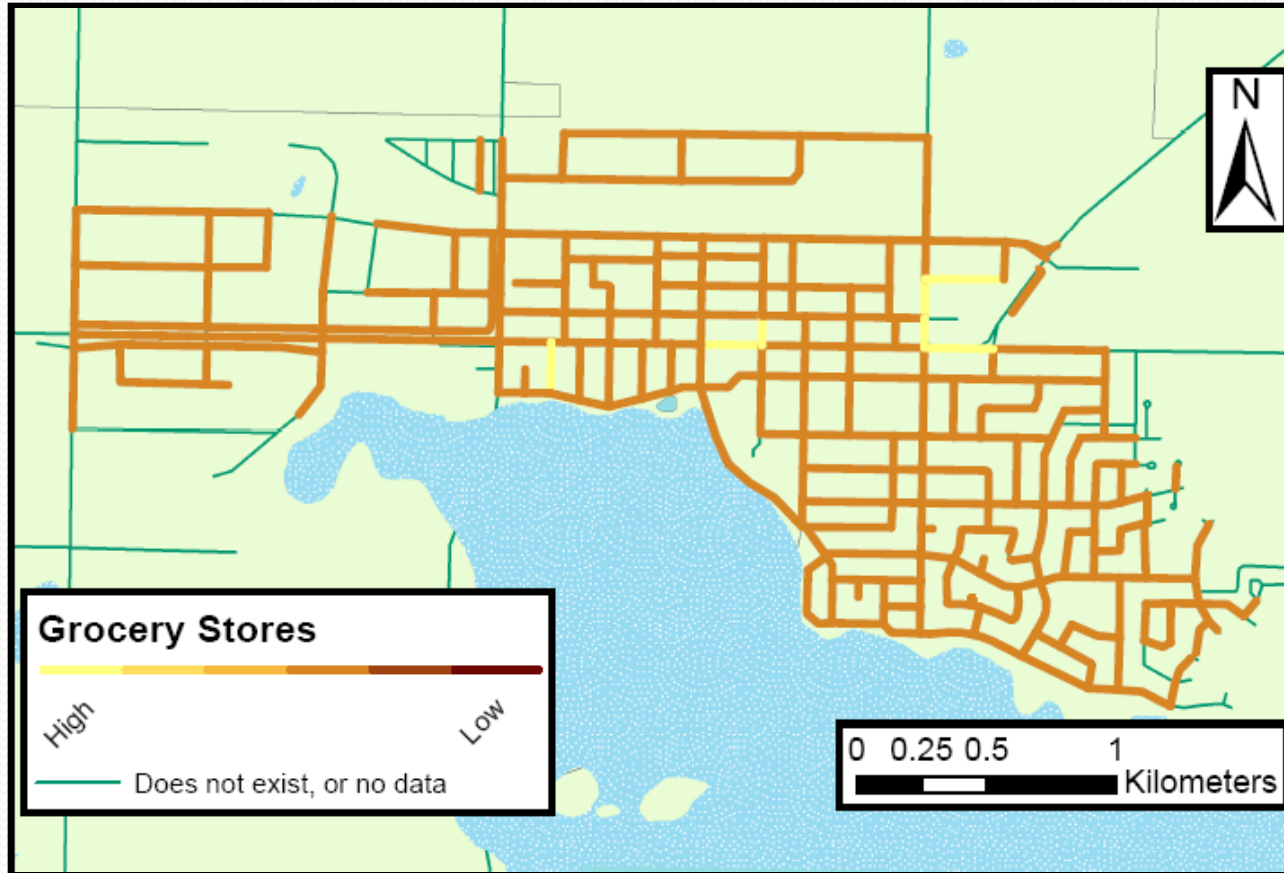 N
Grocery Stores
High
Low
Does not exist, or no data
0 0.25 0.5 1
Kilometers